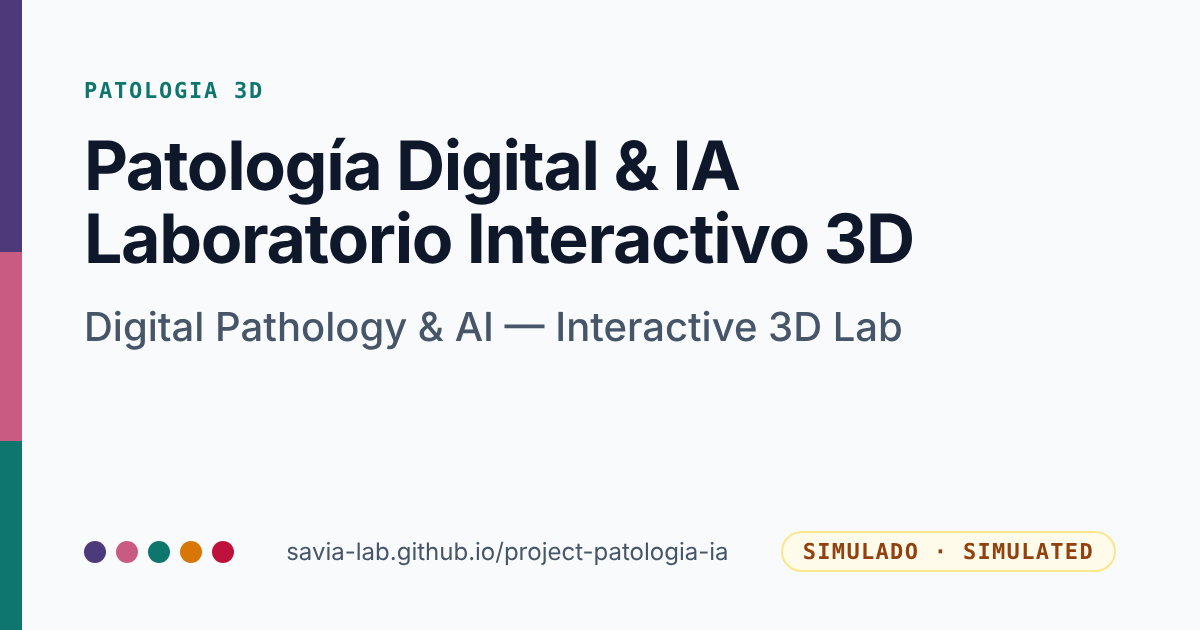 PATOLOGIA 3D
Patología Digital & IA
Laboratorio Interactivo 3D
Digital Pathology & AI — Interactive 3D Lab
savia-lab.github.io/project-patologia-ia
SIMULADO · SIMULATED